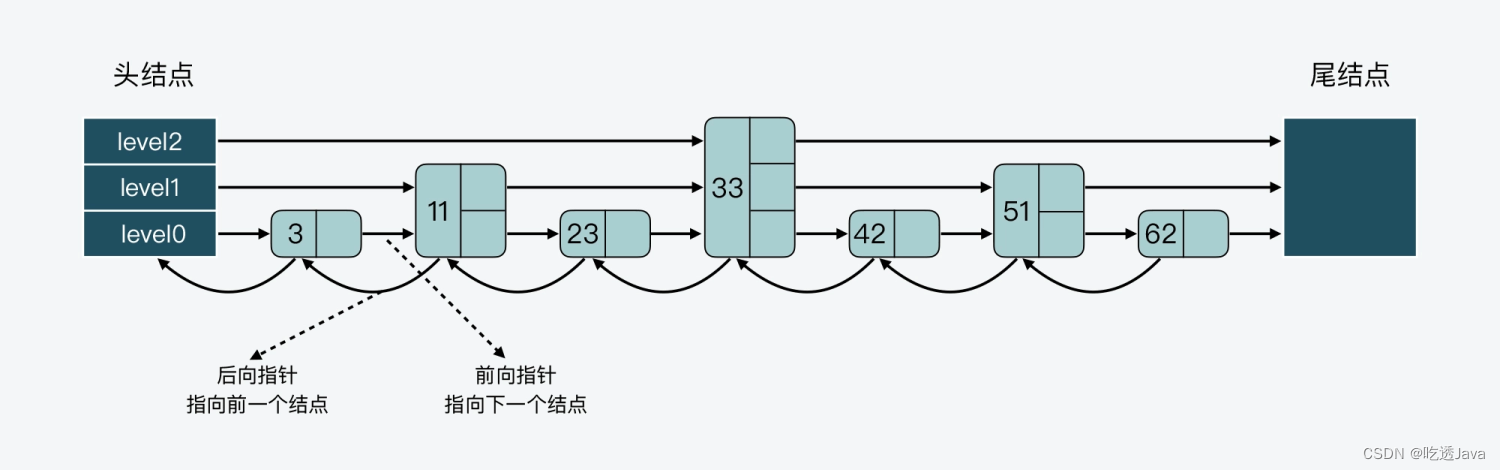 头结点
尾结点
level2
level1
level0
3
11
23
33
42
51
62
后向指针
指向前一个结点
前向指针
指向下一个结点
CSDN @吃透Java